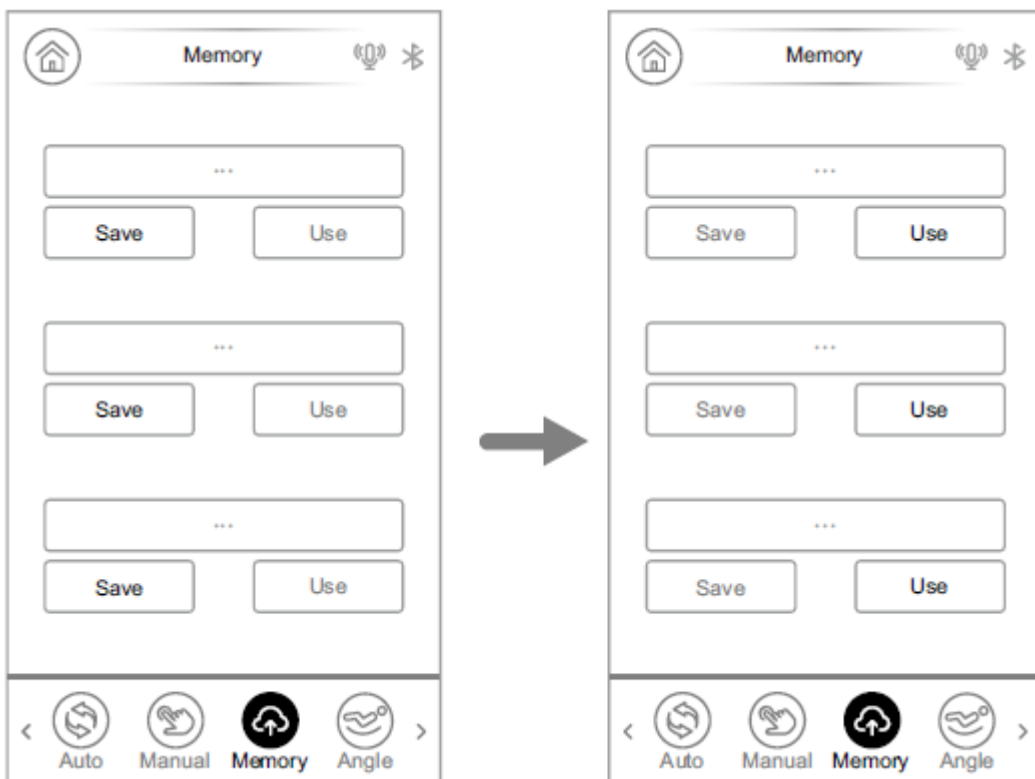 Memory
...
Save Use
...
Save Use
...
Save Use
< Auto Manual Memory Angle >
Memory
...
Save Use
...
Save Use
...
Save Use
< Auto Manual Memory Angle >